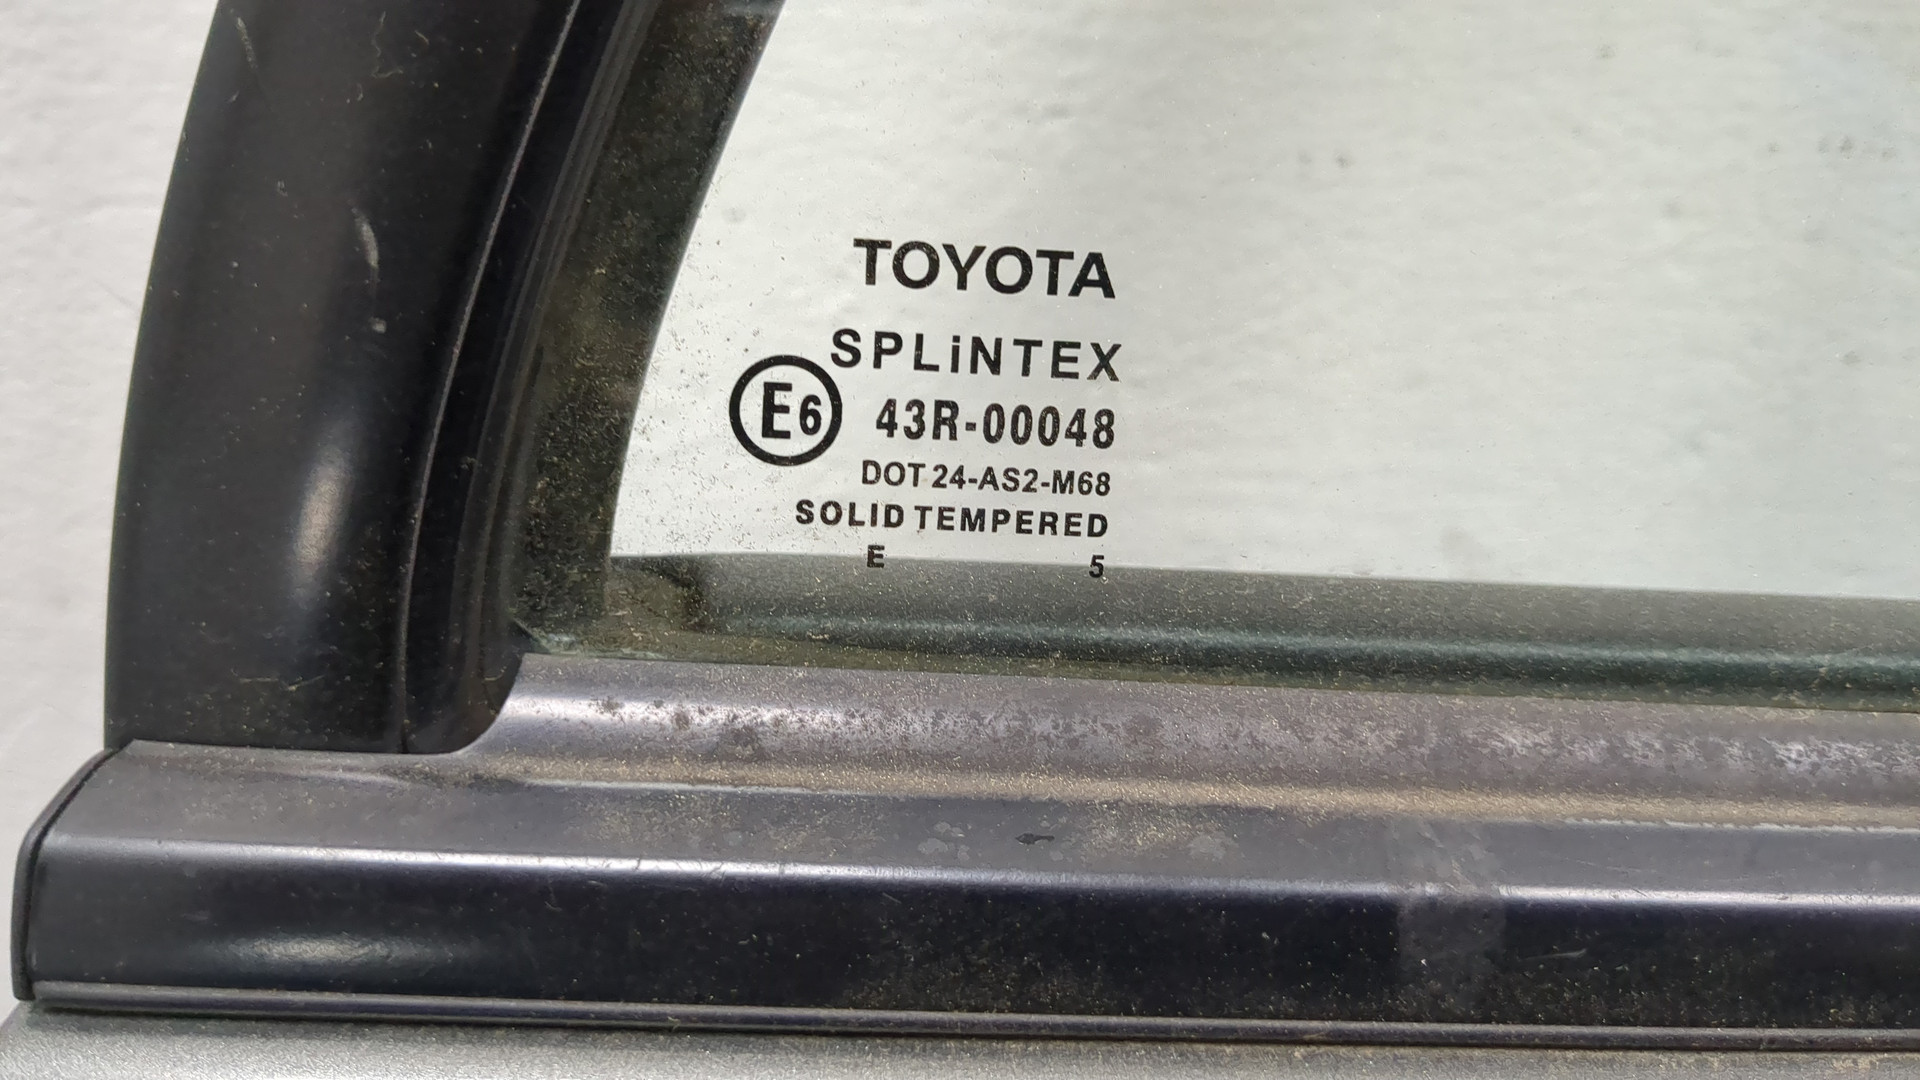 TOYOTA
SPLiNTEX
E6 43R-00048
DOT 24-AS2-M68
SOLID TEMPERED
E 5